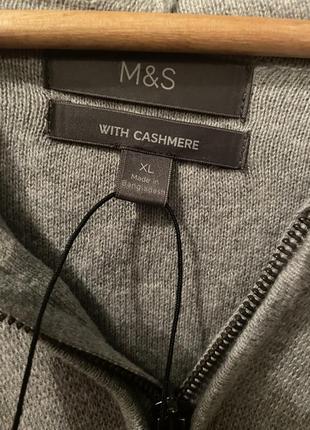 M&S
WITH CASHMERE
XL
Made in
Bangladesh